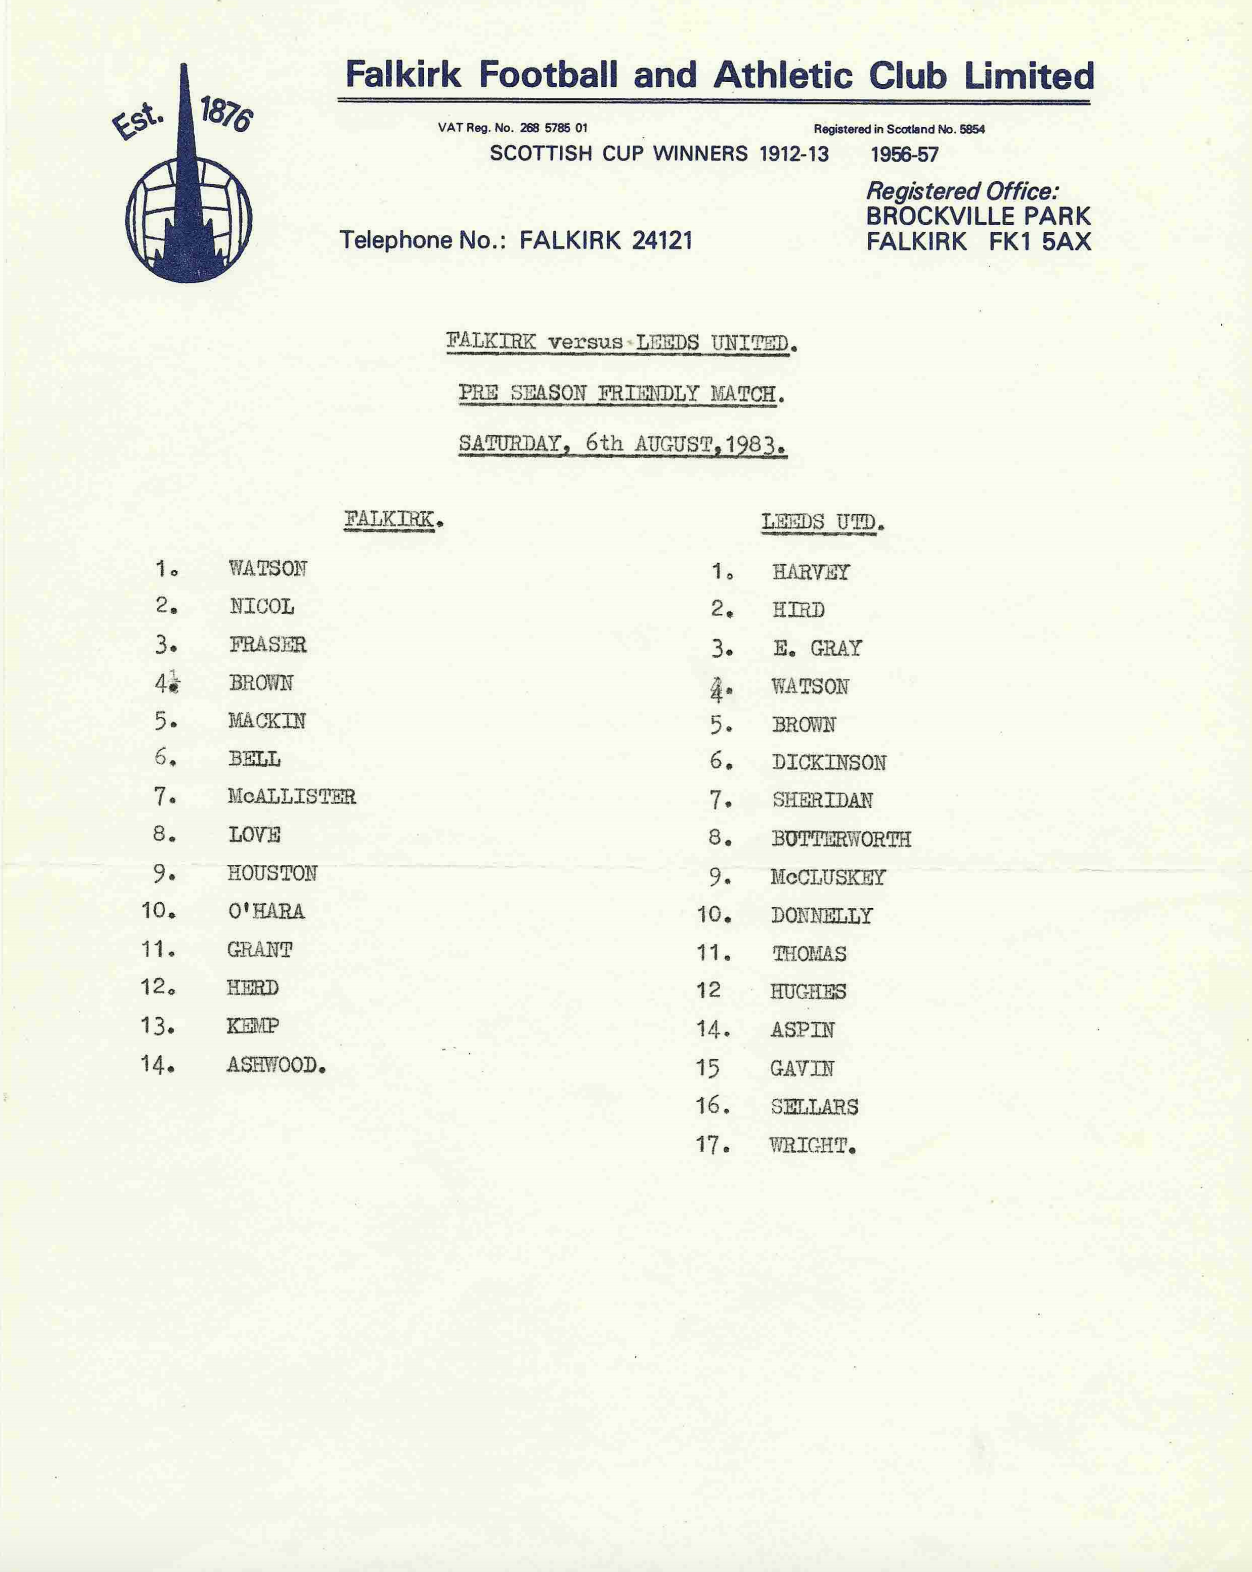 Est. 1876
Falkirk Football and Athletic Club Limited
VAT Reg. No. 268 5785 01 Registered in Scotland No. 5854
SCOTTISH CUP WINNERS 1912-13 1956-57
Registered Office:
BROCKVILLE PARK
Telephone No.: FALKIRK 24121 FALKIRK FK1 5AX
FALKIRK versus LEEDS UNITED.
PRE SEASON FRIENDLY MATCH.
SATURDAY, 6th AUGUST,1983.
FALKIRK.
1. WATSON
2. NICOL
3. FRASER
4. BROWN
5. MACKIN
6. BELL
7. McALLISTER
8. LOVE
9. HOUSTON
10. O'HARA
11. GRANT
12. HERD
13. KEMP
14. ASHWOOD.
LEEDS UTD.
1. HARVEY
2. HIRD
3. E. GRAY
4. WATSON
5. BROWN
6. DICKINSON
7. SHERIDAN
8. BUTTERWORTH
9. McCLUSKEY
10. DONNELLY
11. THOMAS
12 HUGHES
14. ASPIN
15 GAVIN
16. SELLARS
17. WRIGHT.